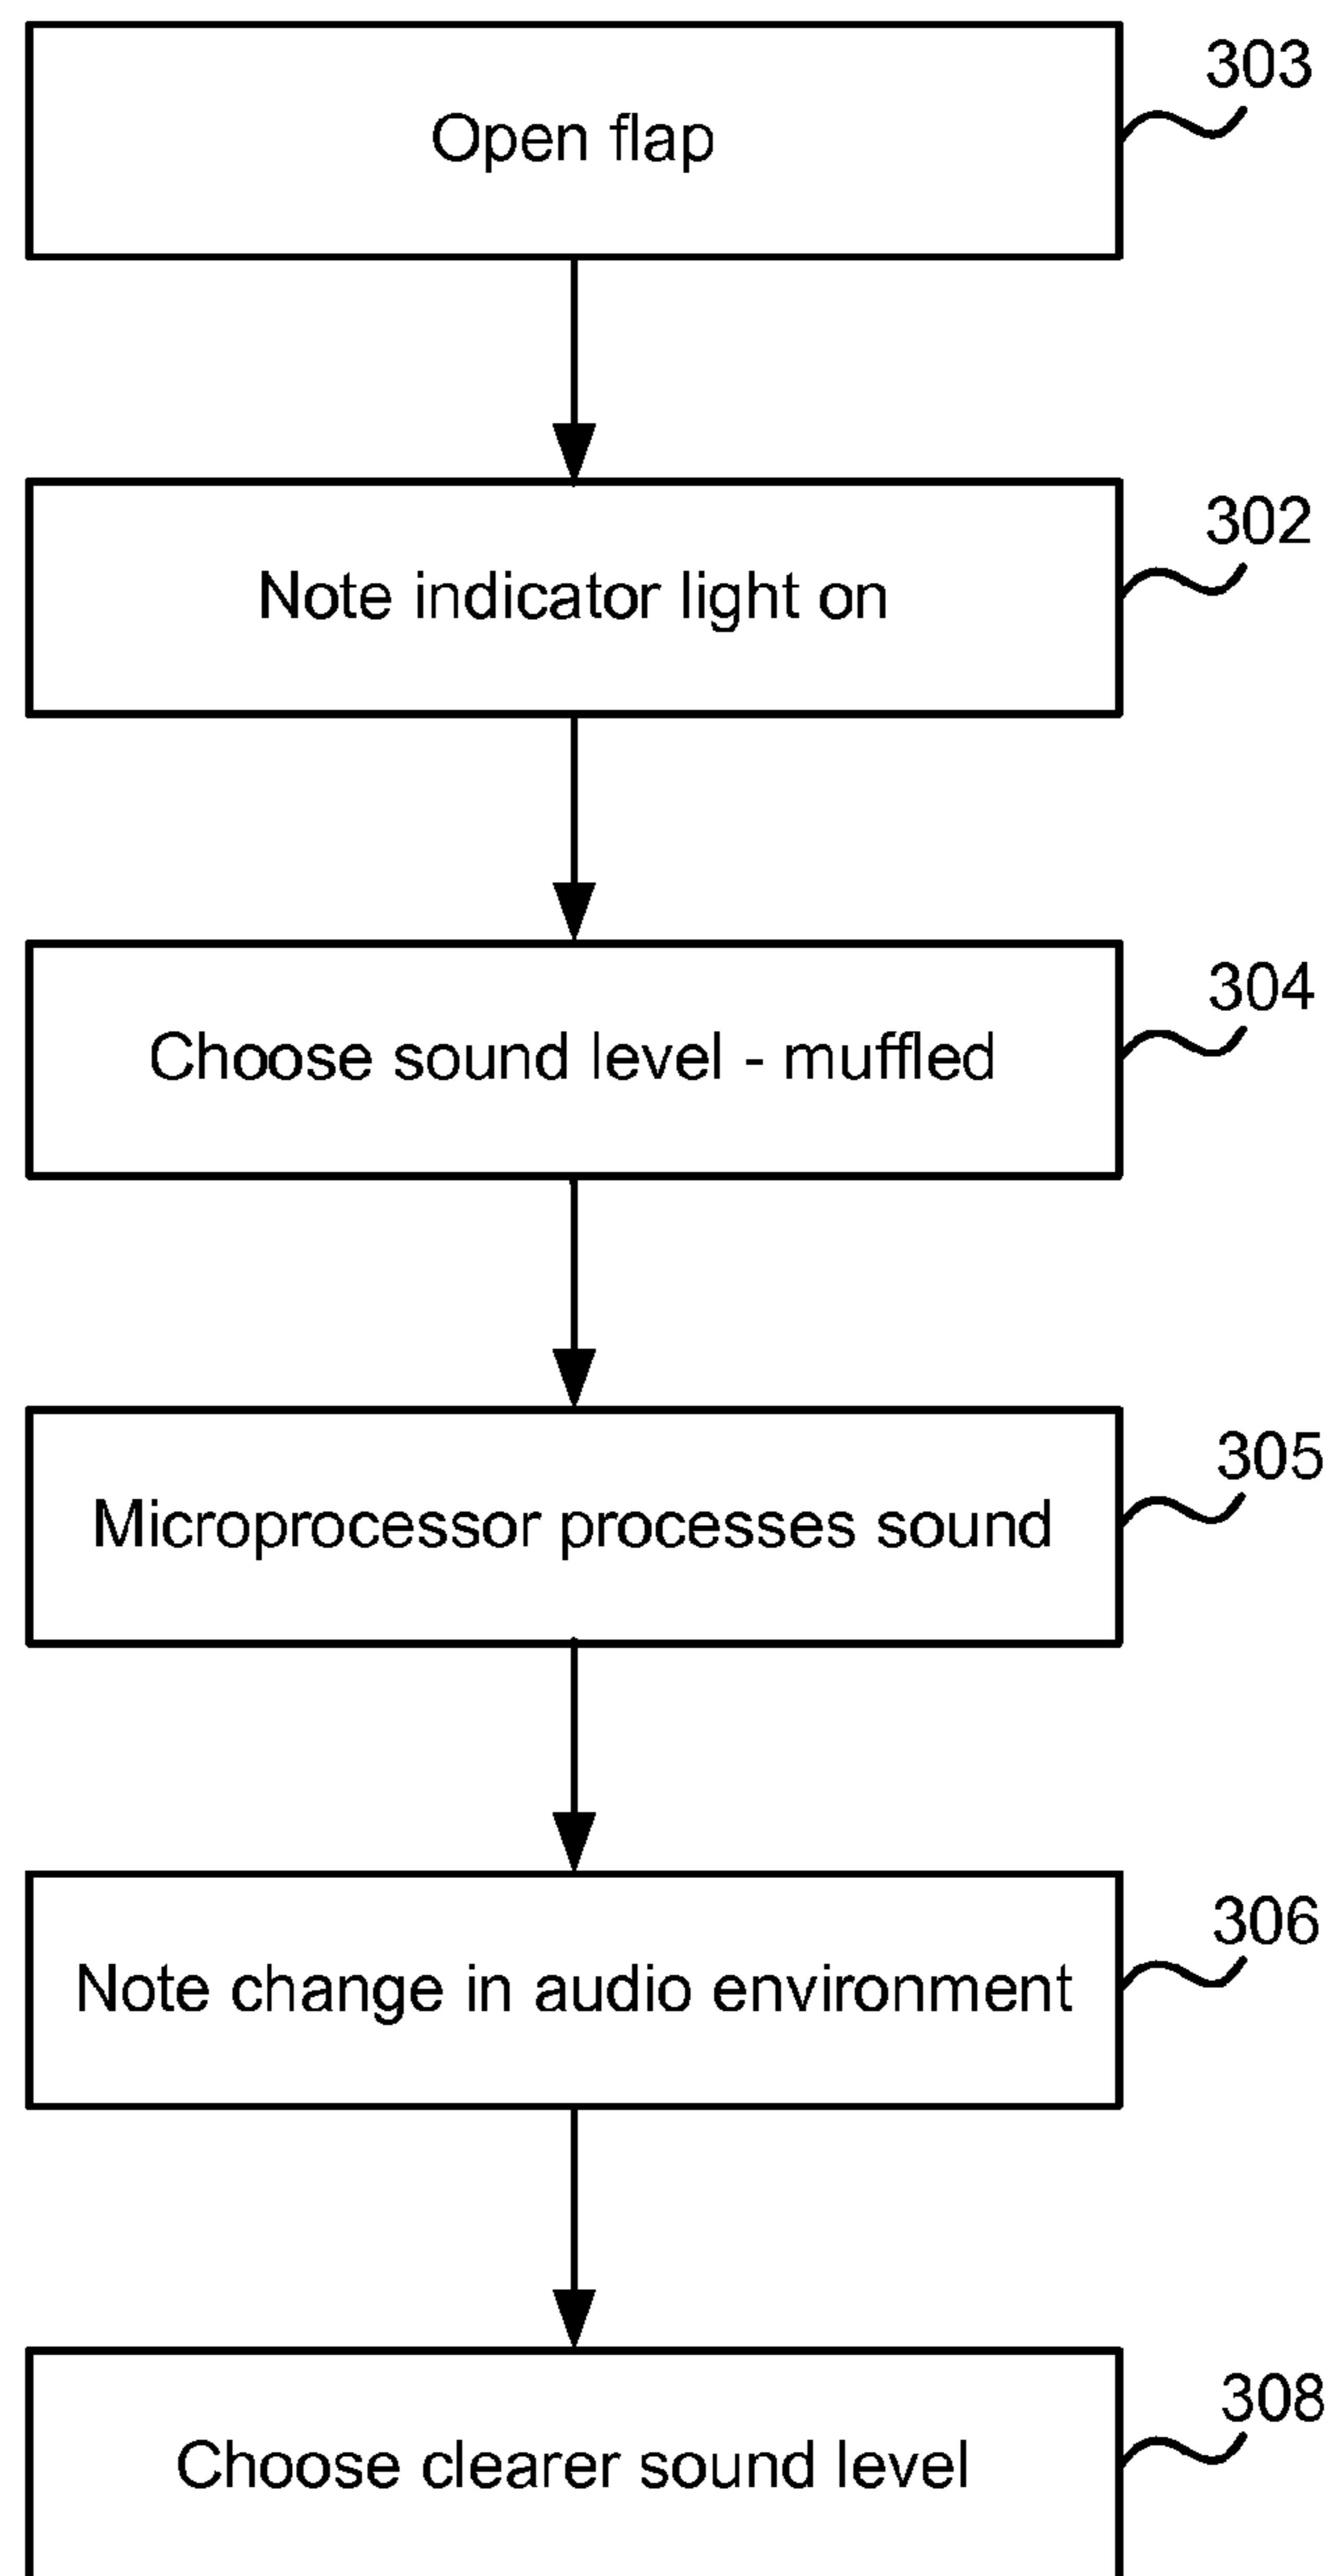 303
Open flap
302
Note indicator light on
304
Choose sound level - muffled
305
Microprocessor processes sound
306
Note change in audio environment
308
Choose clearer sound level